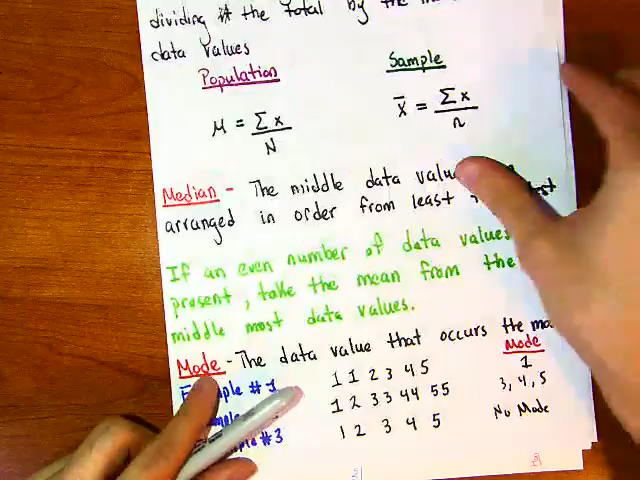 dividing the total by the
data values
Population
Sample
μ = Σx / N
x̄ = Σx / n
Median - The middle data
arranged in order from least
If an even number of data values
present, take the mean from the
middle most data values.
Mode - The data value that occurs the
Mode
#1 1 1 2 3 4 5 1
1 2 3 3 4 4 5 5 3, 4, 5
#3 1 2 3 4 5 No Mode